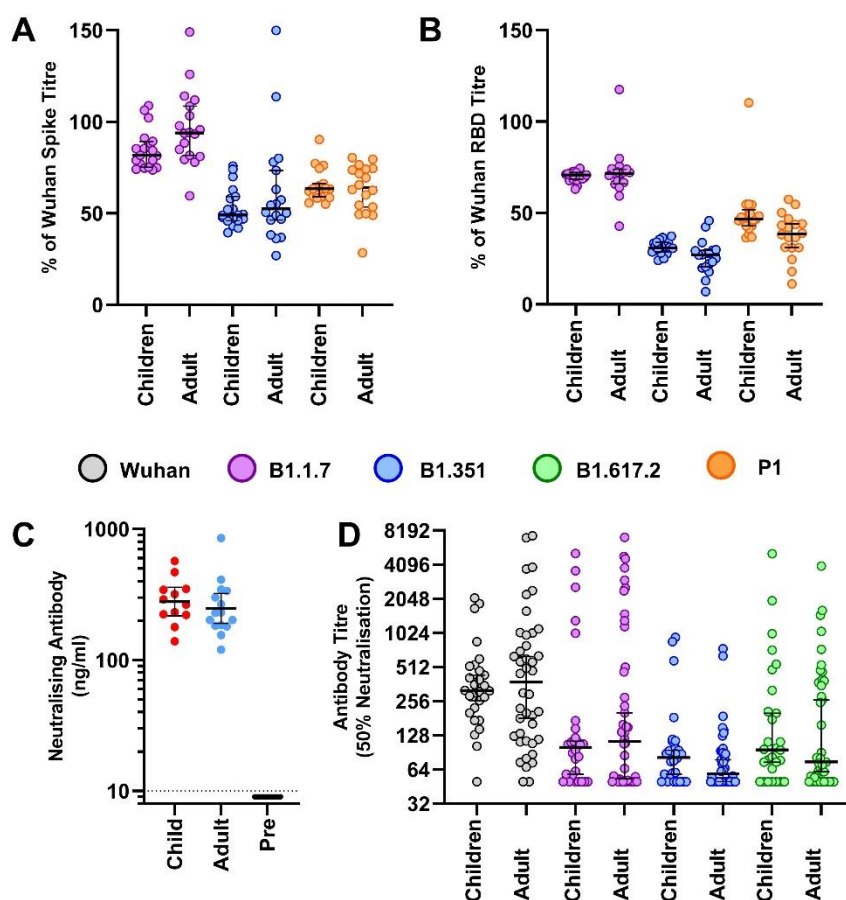 A
% of Wuhan Spike Titre
150
100
50
0
Children
Adult
Children
Adult
Children
Adult
B
% of Wuhan RBD Titre
150
100
50
0
Children
Adult
Children
Adult
Children
Adult
Wuhan
B1.1.7
B1.351
B1.617.2
P1
C
Neutralising Antibody
(ng/ml)
1000
100
10
Child
Adult
Pre
D
Antibody Titre
(50% Neutralisation)
8192
4096
2048
1024
512
256
128
64
32
Children
Adult
Children
Adult
Children
Adult
Children
Adult